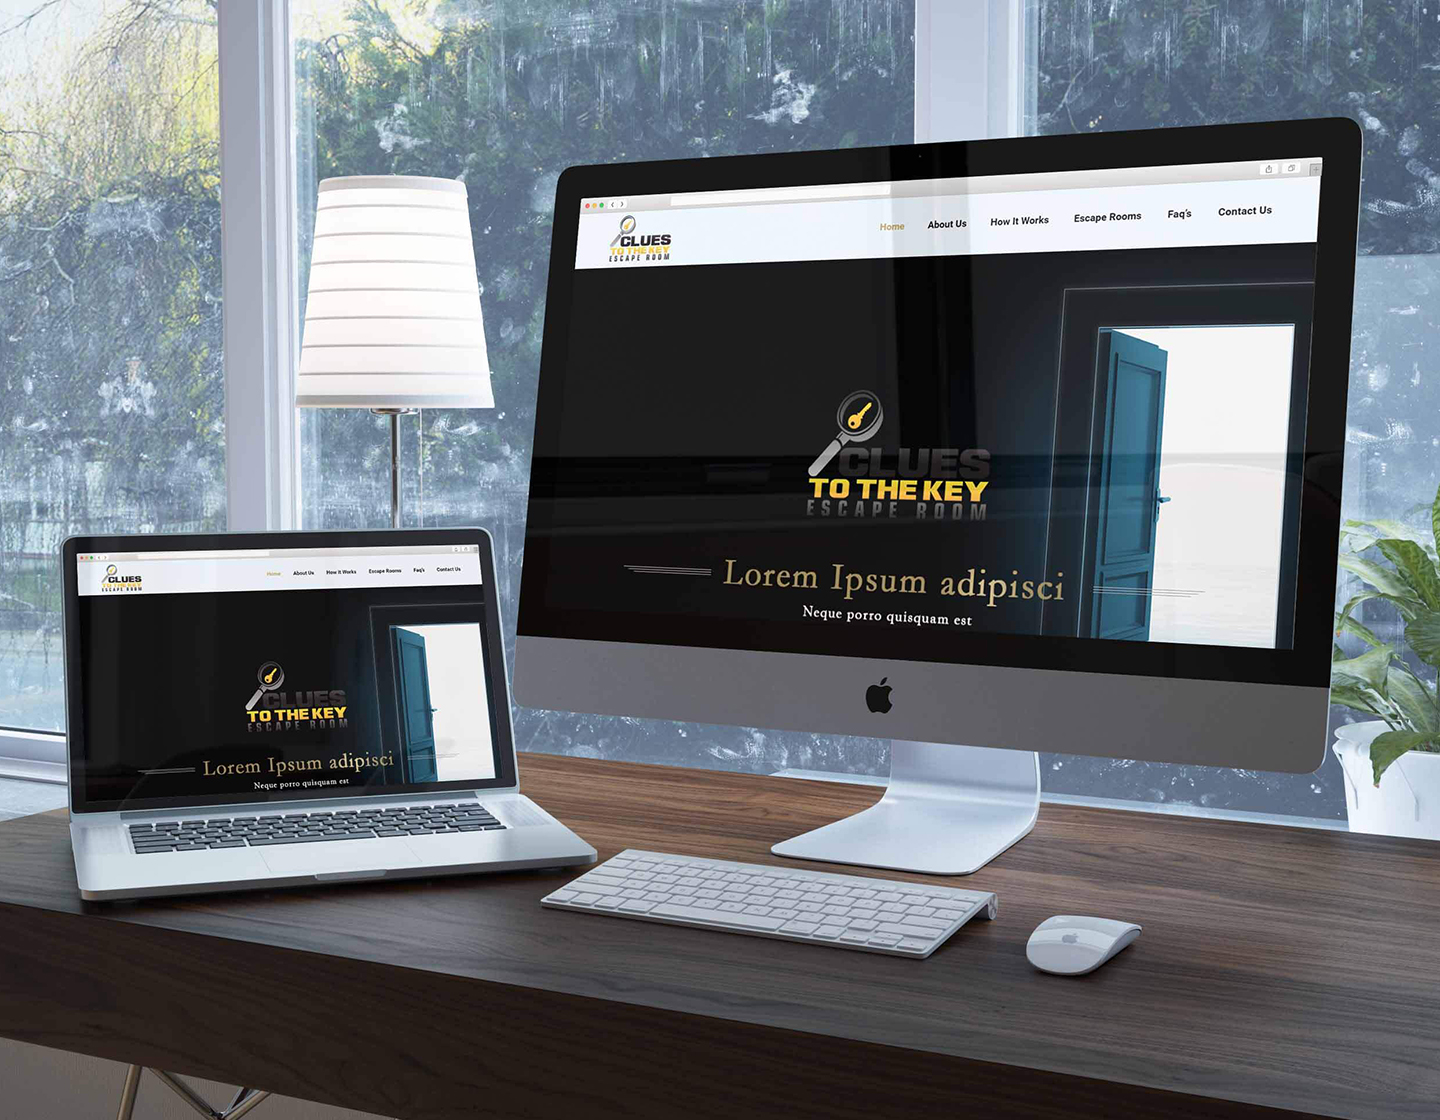 CLUES
TO THE KEY
ESCAPE ROOM
Home About Us How It Works Escape Rooms Faq's Contact Us
CLUES
TO THE KEY
ESCAPE ROOM
Lorem Ipsum adipisci
Neque porro quisquam est
CLUES
TO THE KEY
ESCAPE ROOM
Home About Us How It Works Escape Rooms Faq's Contact Us
CLUES
TO THE KEY
ESCAPE ROOM
Lorem Ipsum adipisci
Neque porro quisquam est